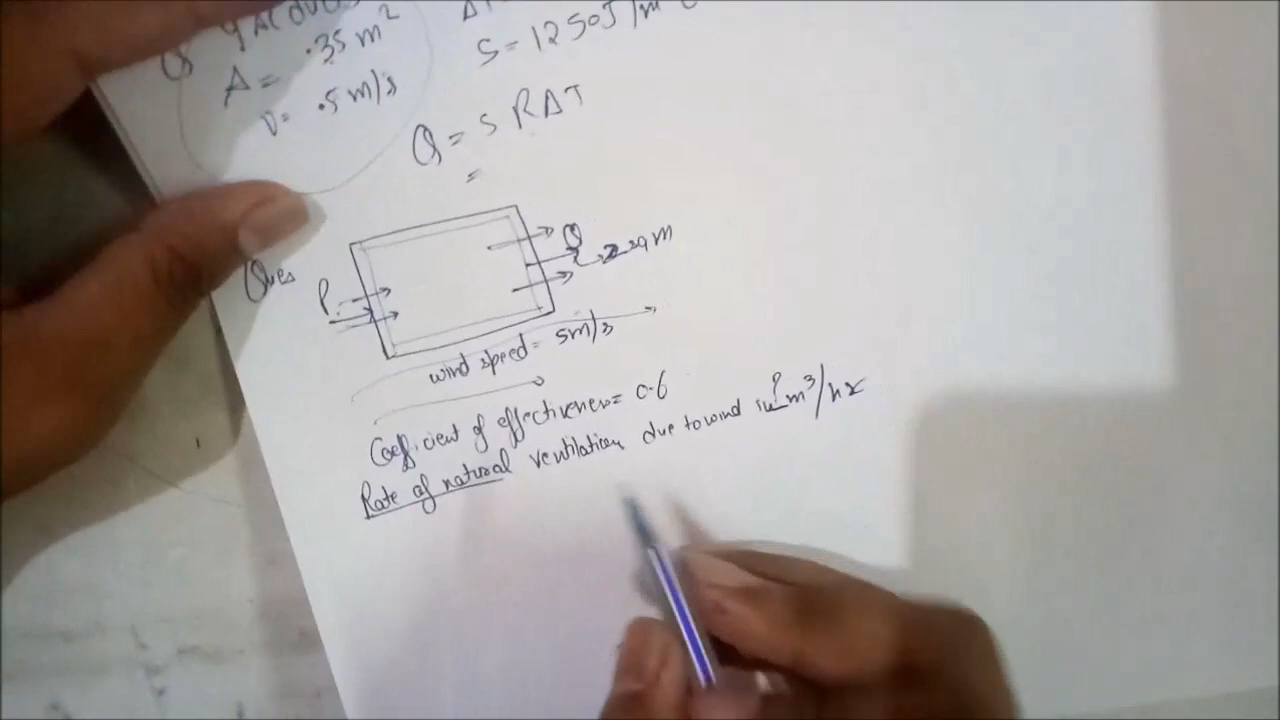 Q
A = .35 m²
v = .5 m/s
S = 1250 J/m
Q = S R Δ T
=
Ques
P
Q
wind speed = 5m/s
Coefficient of effectiveness = 0.6
Rate of natural ventilation due to wind in ? m³/hr